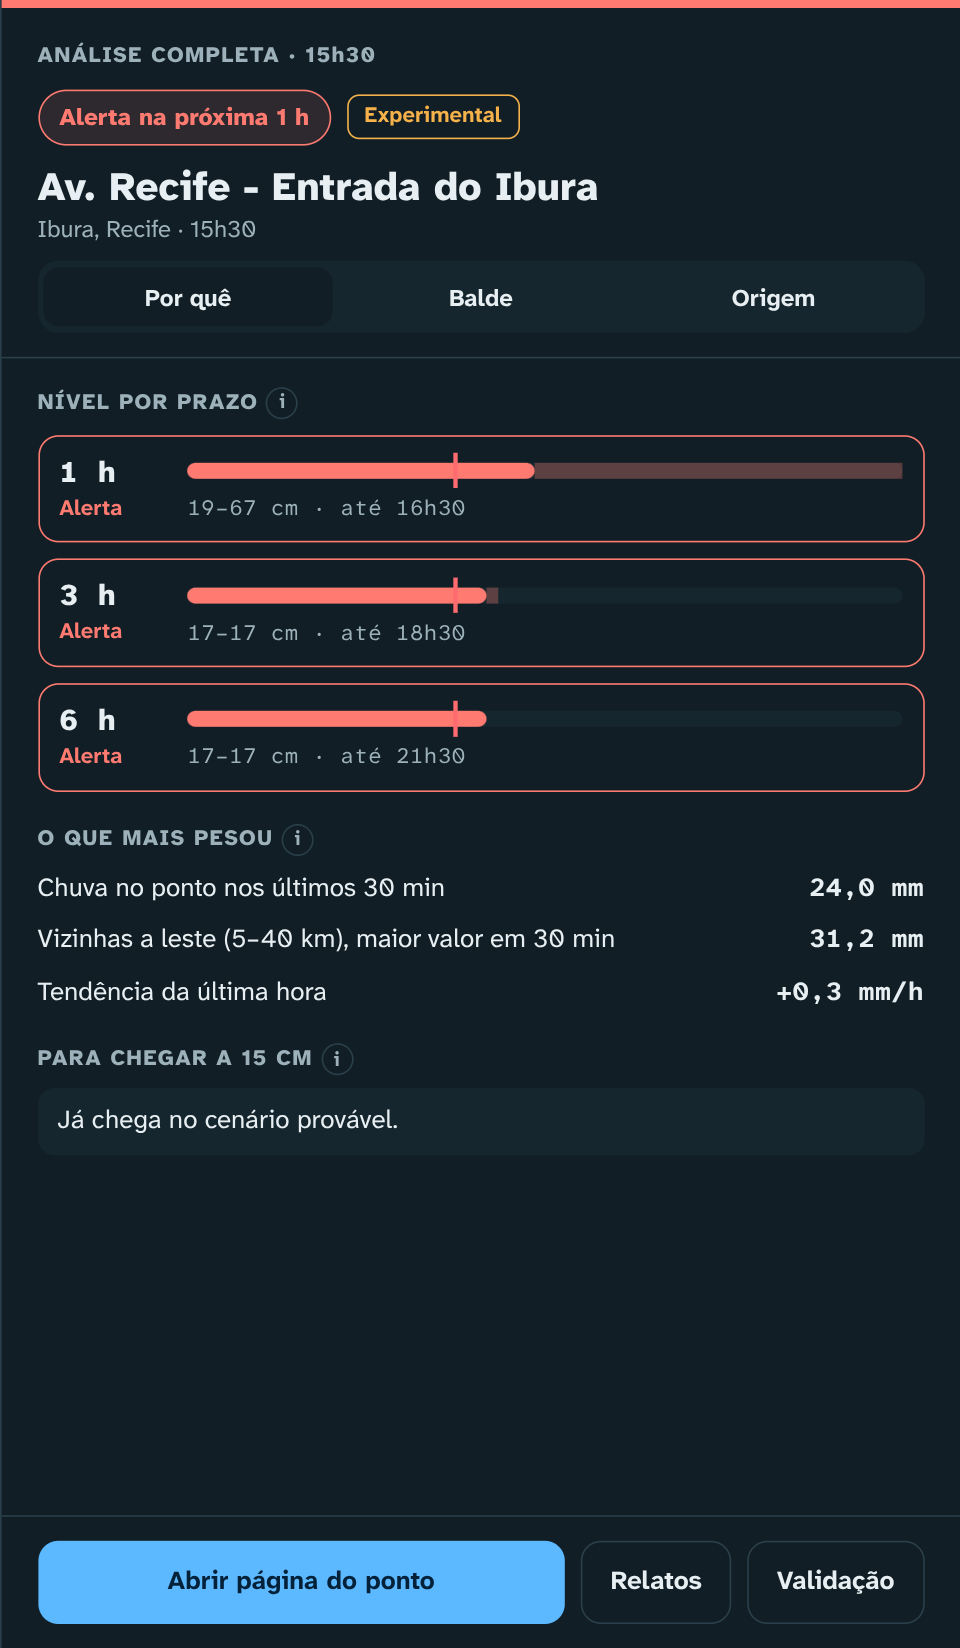 ANÁLISE COMPLETA · 15h30
Alerta na próxima 1 h
Experimental
Av. Recife - Entrada do Ibura
Ibura, Recife · 15h30
Por quê
Balde
Origem
NÍVEL POR PRAZO i
1 h
Alerta
19–67 cm · até 16h30
3 h
Alerta
17–17 cm · até 18h30
6 h
Alerta
17–17 cm · até 21h30
O QUE MAIS PESOU i
Chuva no ponto nos últimos 30 min 24,0 mm
Vizinhas a leste (5–40 km), maior valor em 30 min 31,2 mm
Tendência da última hora +0,3 mm/h
PARA CHEGAR A 15 CM i
Já chega no cenário provável.
Abrir página do ponto
Relatos
Validação